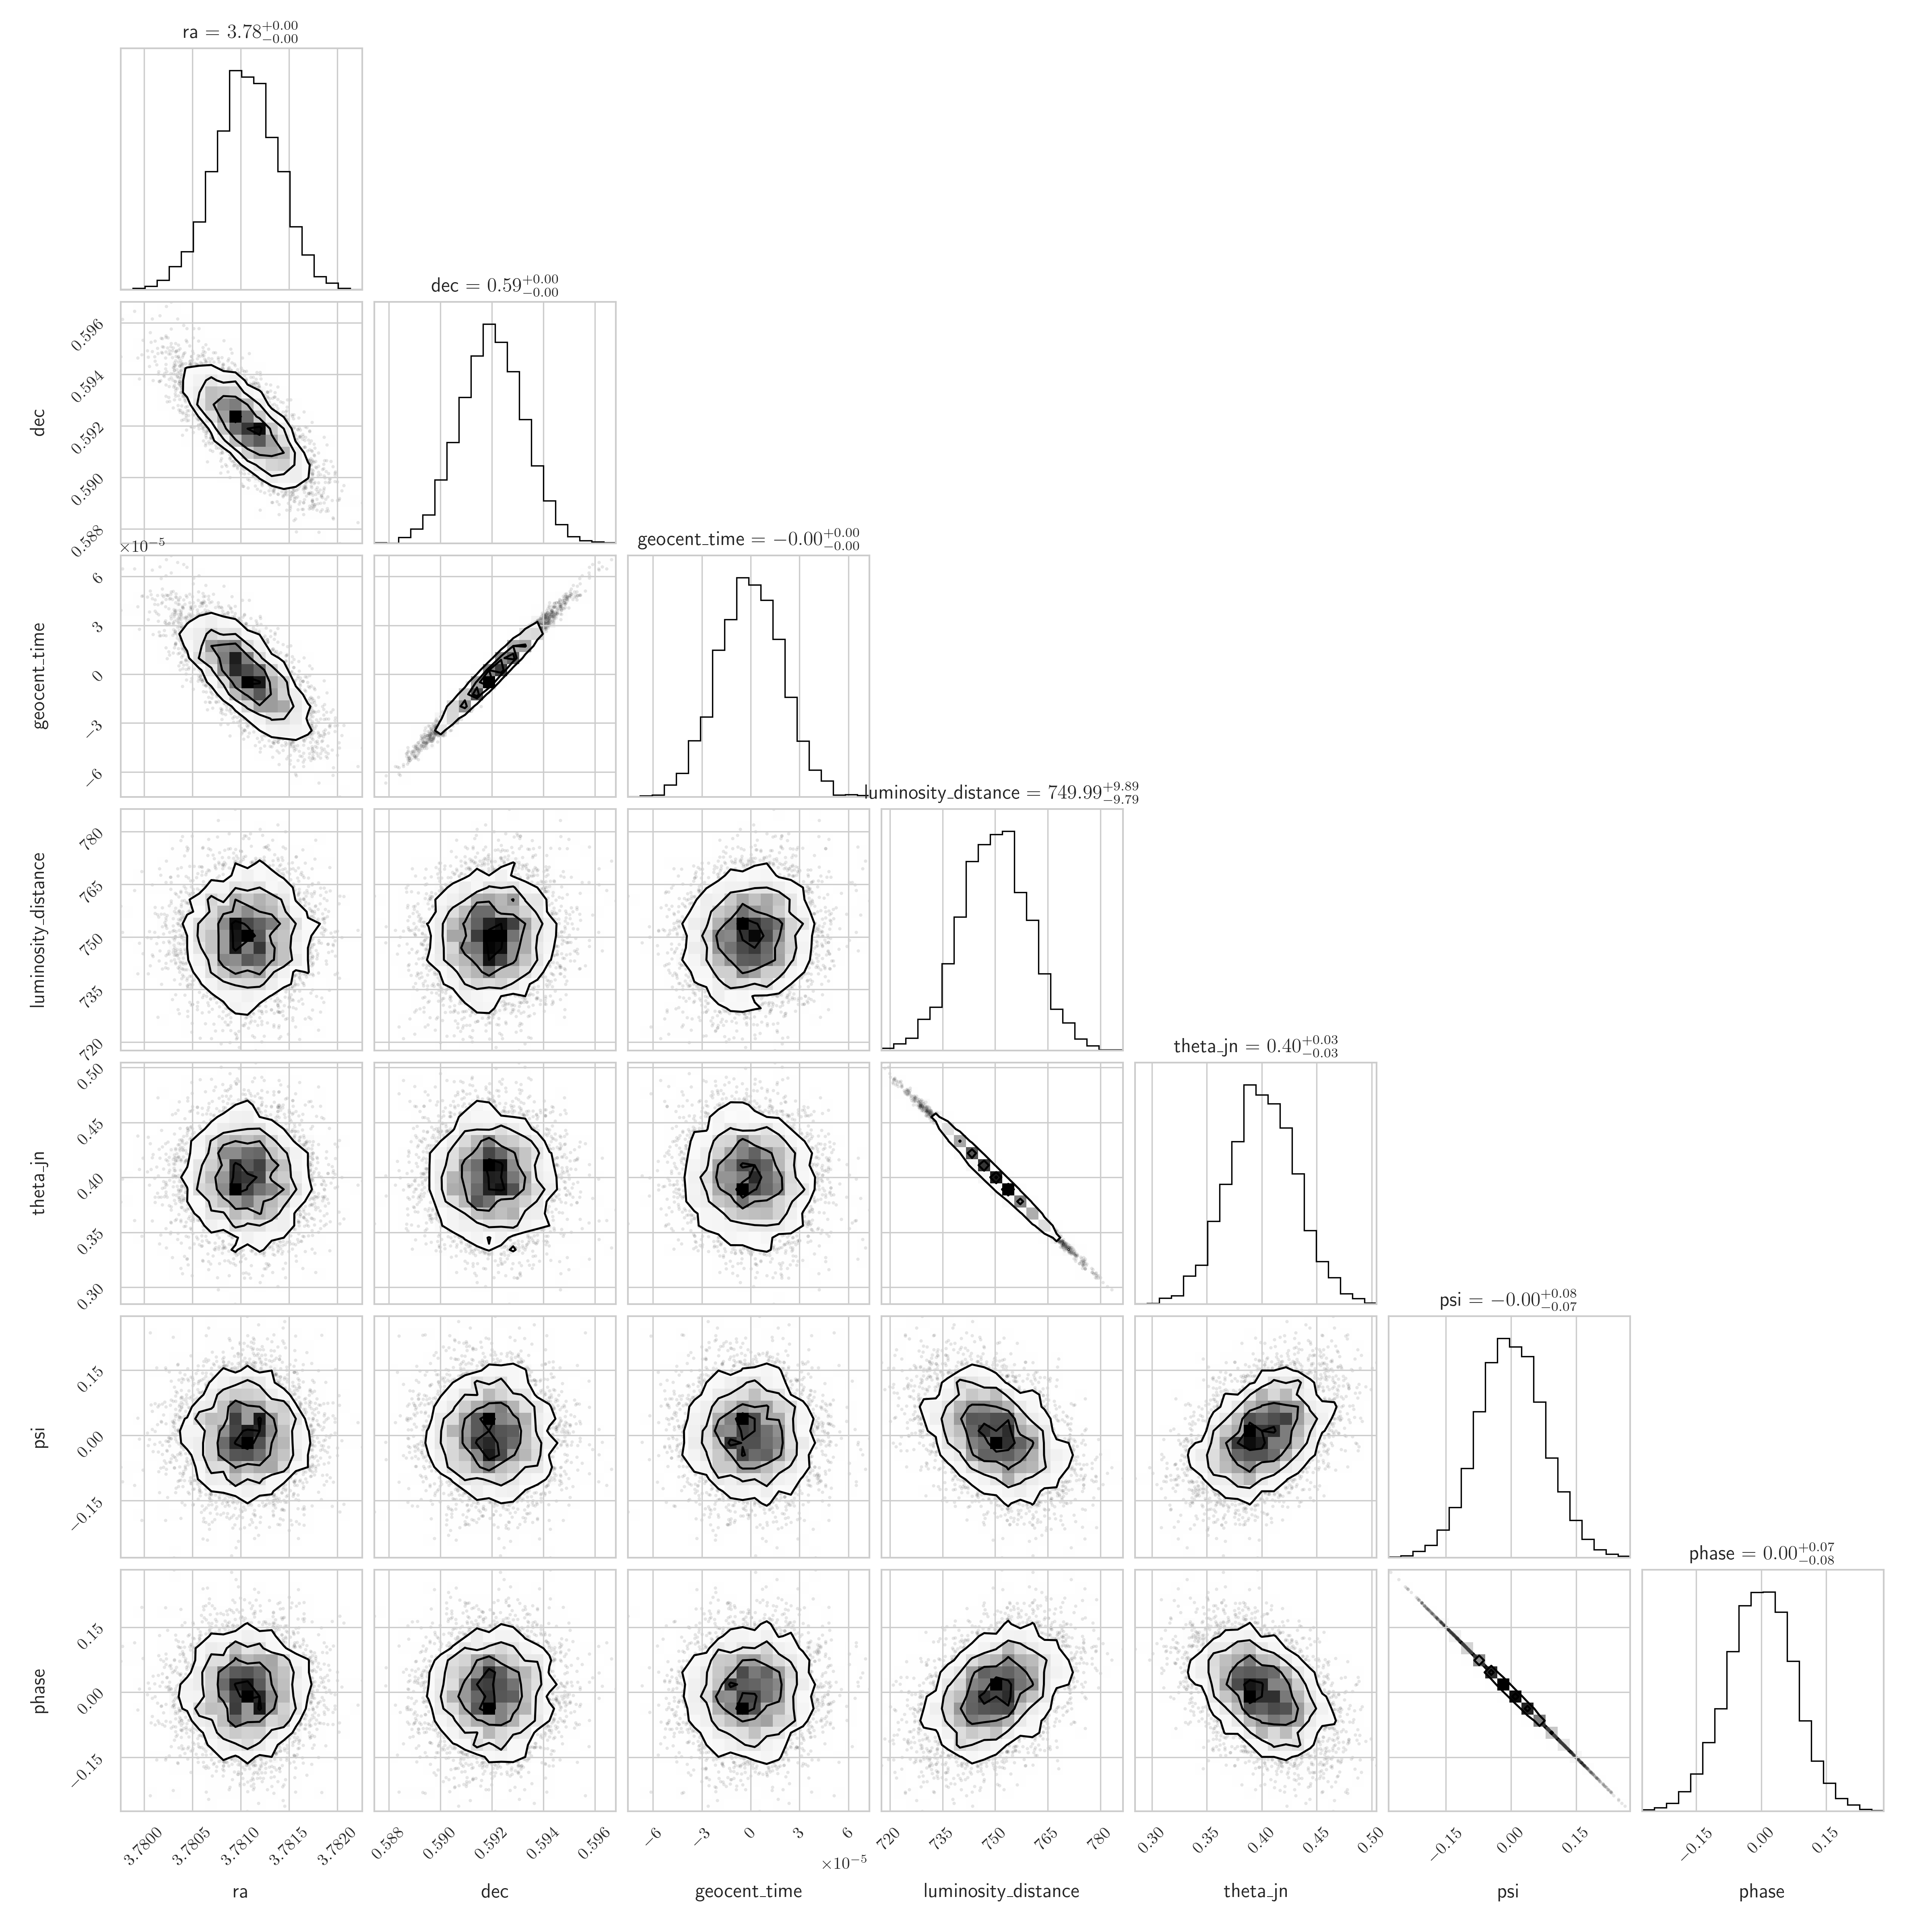 ra = 3.78+0.00 −0.00
dec = 0.59+0.00 −0.00
0.596
0.594
0.592
0.590
0.588
dec
geocent_time = −0.00+0.00 −0.00
×10−5
6
3
0
−3
−6
geocent_time
luminosity_distance = 749.99+9.89 −9.79
780
765
750
735
720
luminosity_distance
theta_jn = 0.40+0.03 −0.03
0.50
0.45
0.40
0.35
0.30
theta_jn
psi = −0.00+0.08 −0.07
0.15
0.00
−0.15
psi
phase = 0.00+0.07 −0.08
0.15
0.00
−0.15
phase
3.7800 3.7805 3.7810 3.7815 3.7820 0.588 0.590 0.592 0.594 0.596 −6 −3 0 3 6 720 735 750 765 780 0.30 0.35 0.40 0.45 0.50 −0.15 0.00 0.15 −0.15 0.00 0.15
×10−5
ra dec geocent_time luminosity_distance theta_jn psi phase